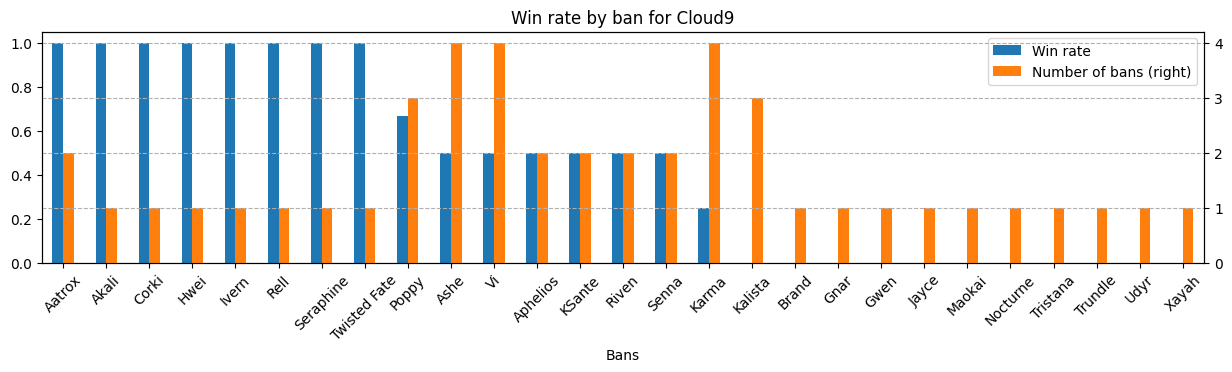 Win rate by ban for Cloud9
Win rate
Number of bans (right)
1.0
0.8
0.6
0.4
0.2
0.0
4
3
2
1
0
Aatrox
Akali
Corki
Hwei
Ivern
Rell
Seraphine
Twisted Fate
Poppy
Ashe
Vi
Aphelios
KSante
Riven
Senna
Karma
Kalista
Brand
Gnar
Gwen
Jayce
Maokai
Nocturne
Tristana
Trundle
Udyr
Xayah
Bans